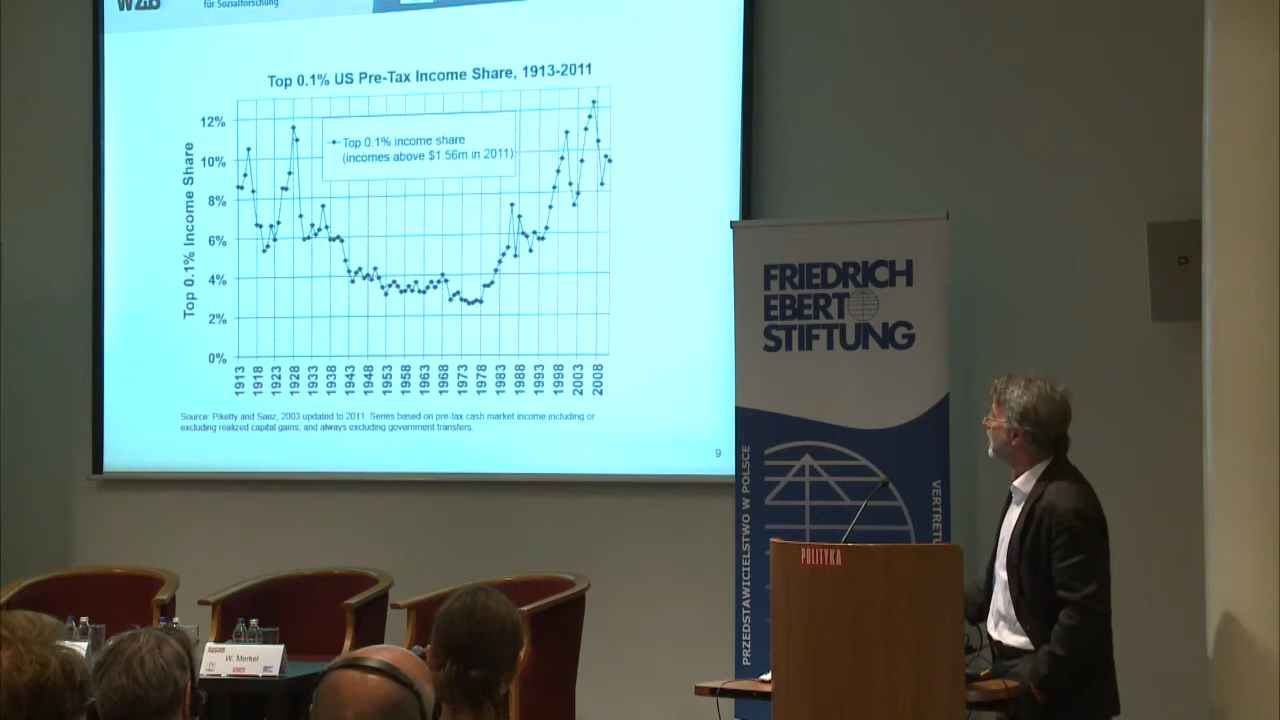 WZB
für Sozialforschung
Top 0.1% US Pre-Tax Income Share, 1913-2011
Top 0.1% Income Share
12%
10%
8%
6%
4%
2%
0%
Top 0.1% income share
(incomes above $1.56m in 2011)
1913
1918
1923
1928
1933
1938
1943
1948
1953
1958
1963
1968
1973
1978
1983
1988
1993
1998
2003
2008
Source: Piketty and Saez, 2003 updated to 2011. Series based on pre-tax cash market income including or
excluding realized capital gains, and always excluding government transfers.
9
FRIEDRICH
EBERT
STIFTUNG
PRZEDSTAWICIELSTWO W POLSCE
VERTRETU
POLITYKA
W. Merkel